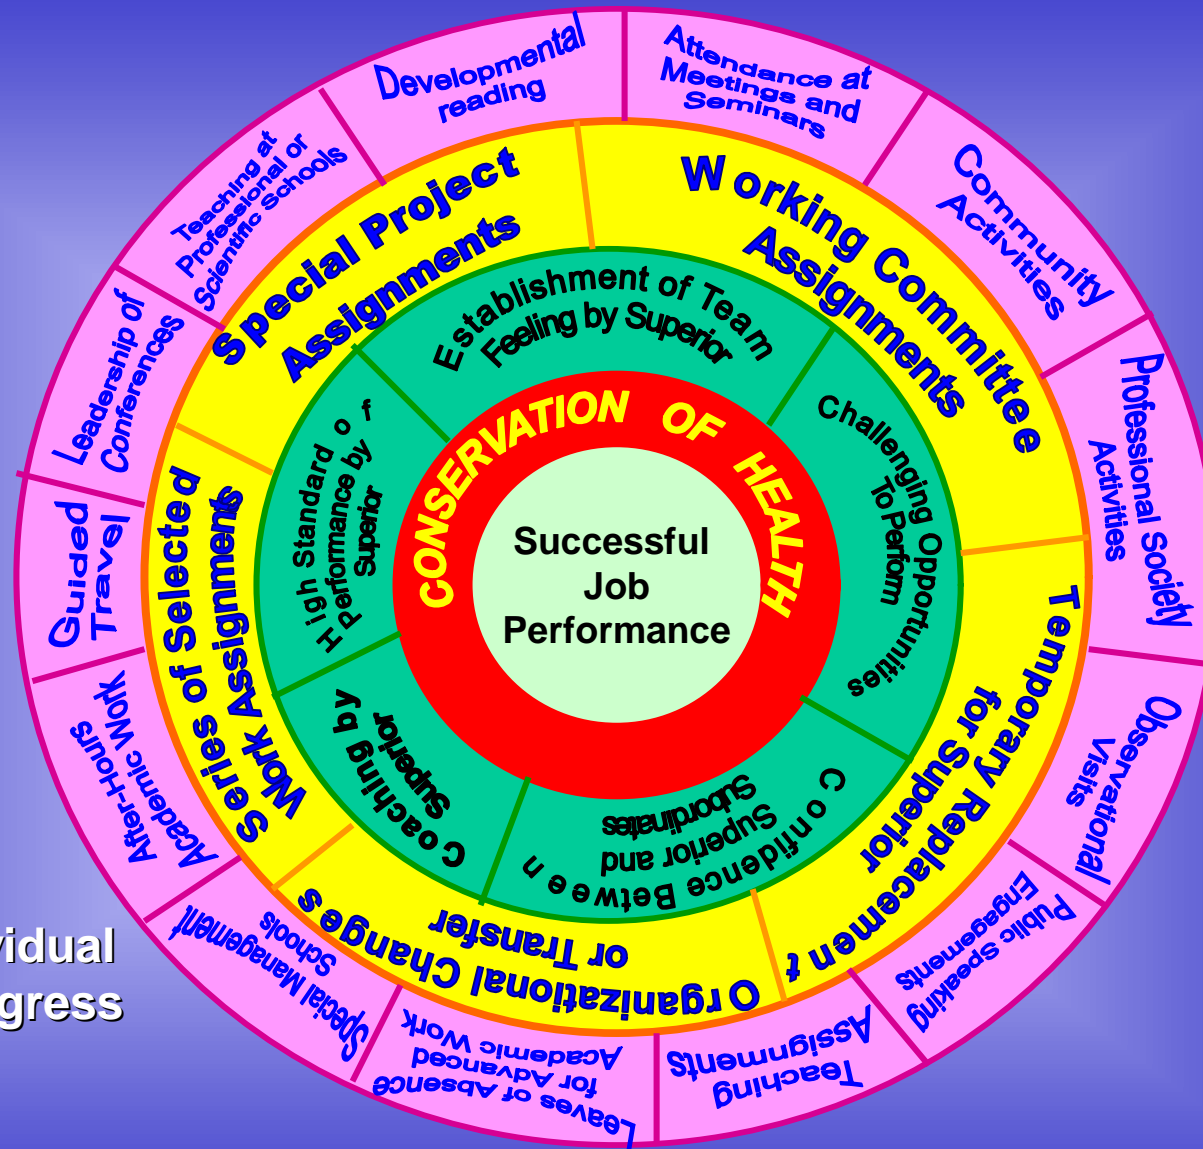 Successful
Job
Performance
CONSERVATION OF HEALTH
Establishment of Team
Feeling by Superior
Challenging Opportunities
To Perform
Confidence Between
Superior and
Subordinates
Coaching by
Superior
High Standard of
Performance by
Superior
Working Committee
Assignments
Temporary Replacement
for Superior
Organizational Changes
or Transfer
Series of Selected
Work Assignments
Special Project
Assignments
Attendance at
Meetings and
Seminars
Community
Activities
Professional Society
Activities
Observational
Visits
Public Speaking
Engagements
Teaching
Assignments
Leaves of Absence
for Advanced
Academic Work
Special Management
Schools
After-Hours
Academic Work
Guided
Travel
Leadership of
Conferences
Teaching at
Professional or
Scientific Schools
Developmental
reading
vidual
gress